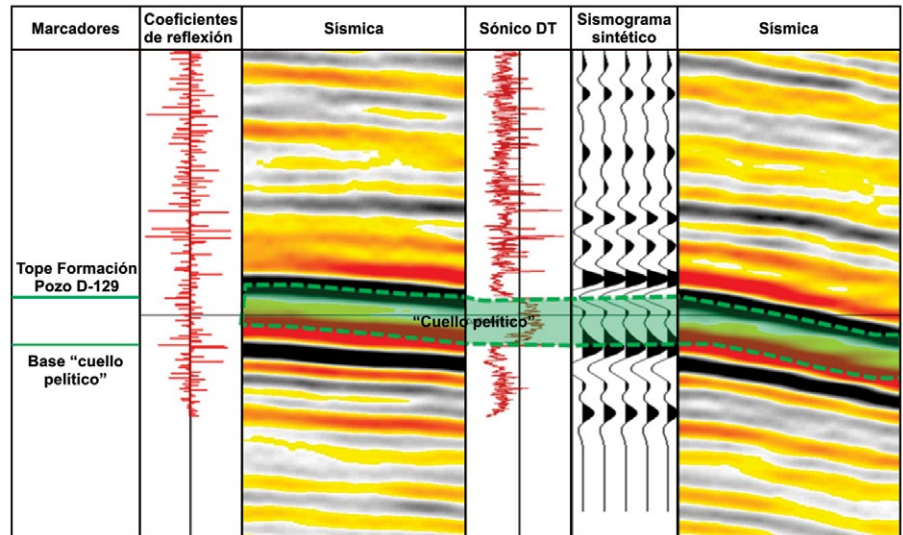 Marcadores
Coeficientes
de reflexión
Sísmica
Sónico DT
Sismograma
sintético
Sísmica
Tope Formación
Pozo D-129
"Cuello pelítico"
Base "cuello
pelítico"